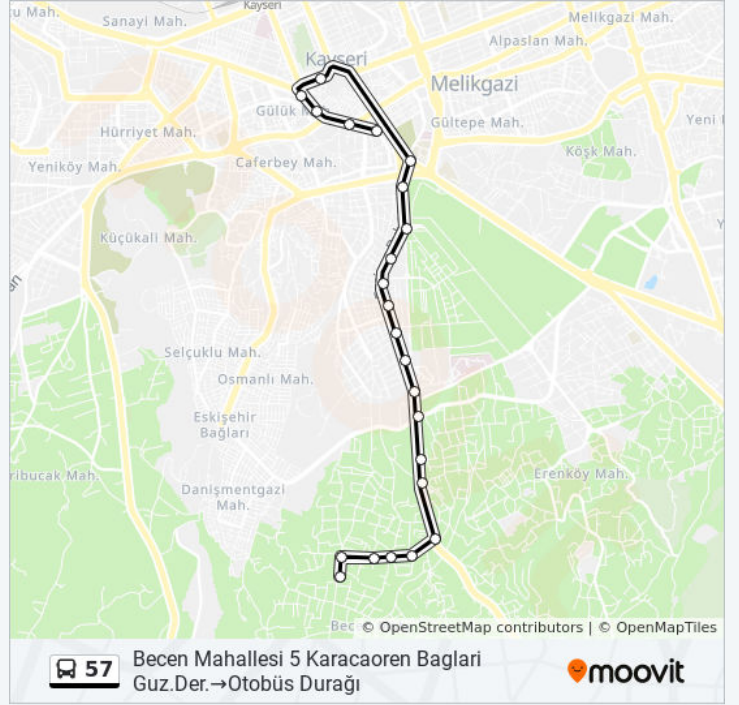 u Mah.
Kayseri
Sanayi Mah.
Melikgazi Mah.
Alpaslan Mah.
Kayseri
Melikgazi
Gülük
Gültepe Mah.
Yeni
Hürriyet Mah.
Köşk Mah.
Yeniköy Mah.
Caferbey Mah.
Küçükali Mah.
Selçuklu Mah.
Osmanlı Mah.
Eskişehir
Bağları
ribucak Mah.
Erenköy Mah.
Danişmentgazi
Mah.
Bec
© OpenStreetMap contributors | © OpenMapTiles
57
Becen Mahallesi 5 Karacaoren Baglari
Guz.Der.→Otobüs Durağı
moovit